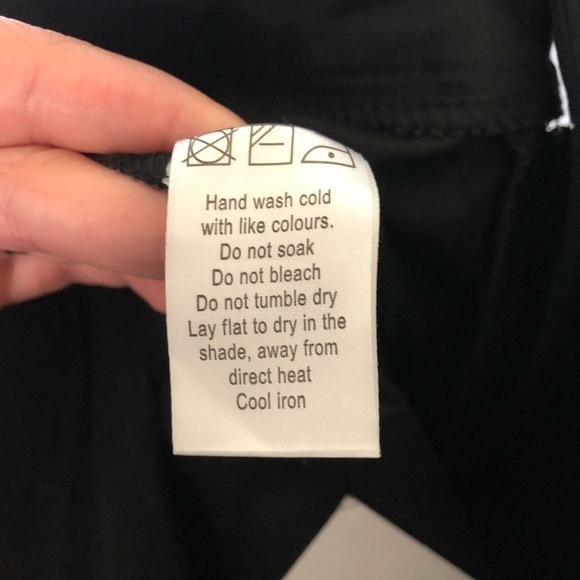 Hand wash cold
with like colours.
Do not soak
Do not bleach
Do not tumble dry
Lay flat to dry in the
shade, away from
direct heat
Cool iron